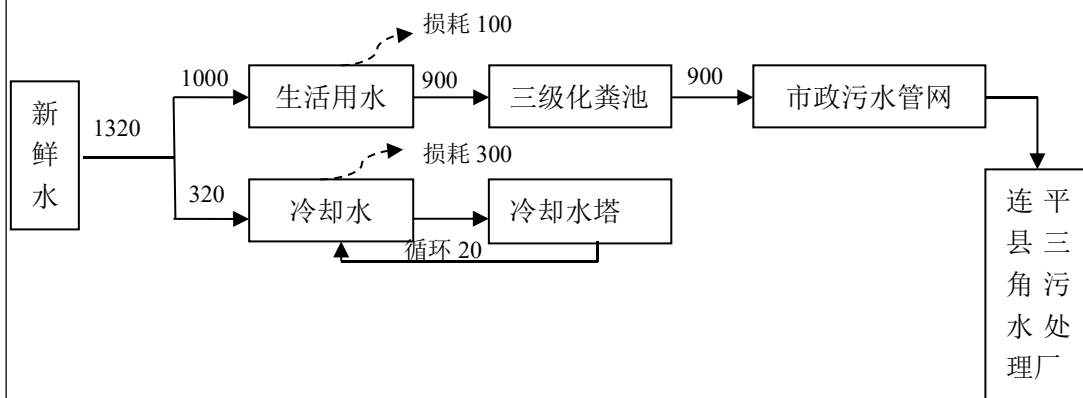 损耗 100
1000
生活用水
900
三级化粪池
900
市政污水管网
新鲜水
1320
损耗 300
320
冷却水
冷却水塔
循环 20
连平
县三
角污
水处
理厂